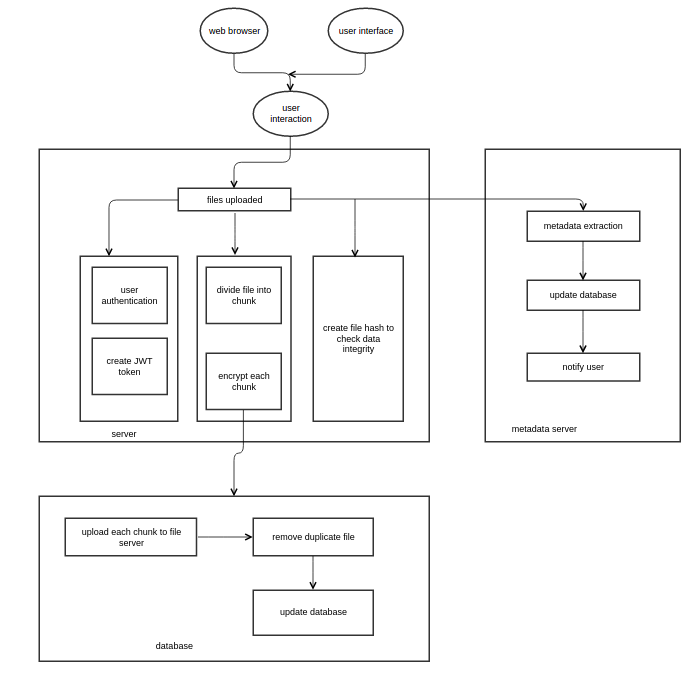 web browser
user interface
user
interaction
files uploaded
metadata extraction
user
authentication
divide file into
chunk
create file hash to
check data
integrity
update database
create JWT
token
encrypt each
chunk
notify user
server
metadata server
upload each chunk to file
server
remove duplicate file
update database
database